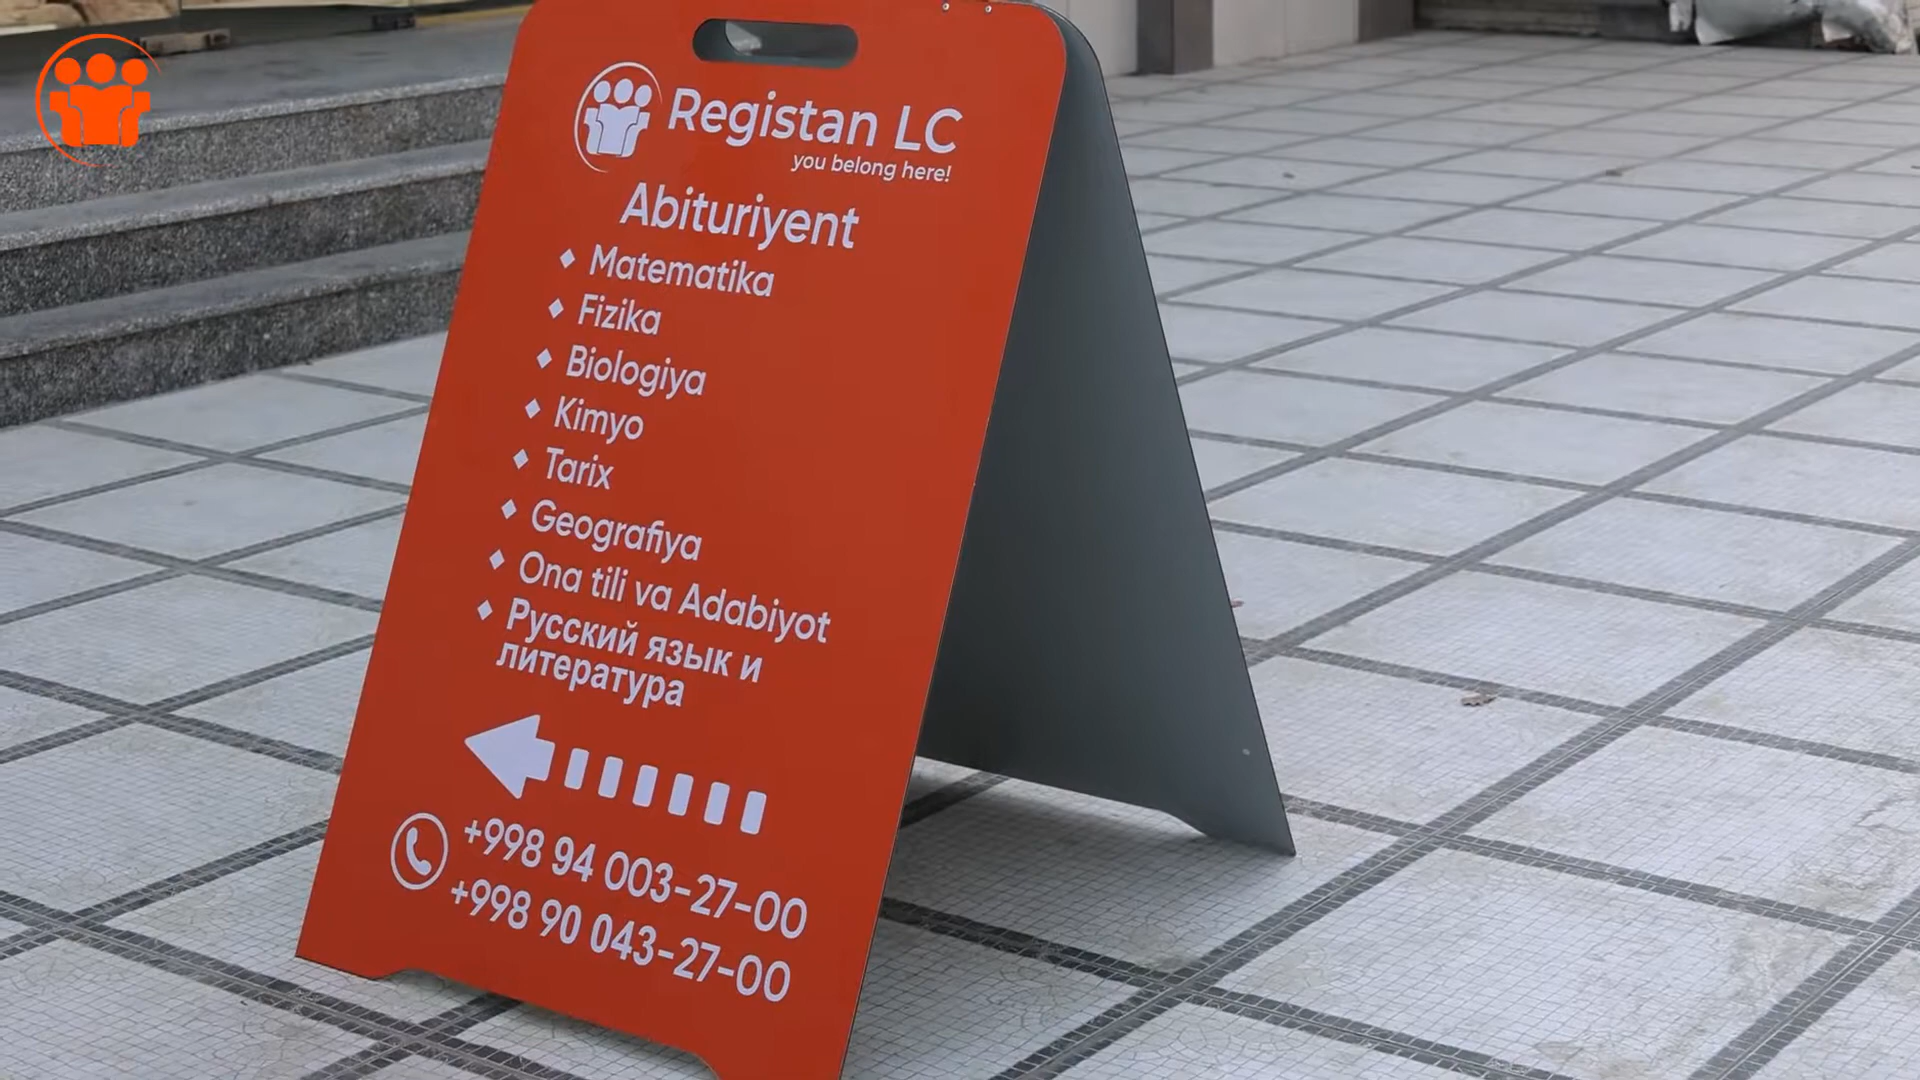 Registan LC
you belong here!
Abituriyent
Matematika
Fizika
Biologiya
Kimyo
Tarix
Geografiya
Ona tili va Adabiyot
Русский язык и
литература
+998 94 003-27-00
+998 90 043-27-00